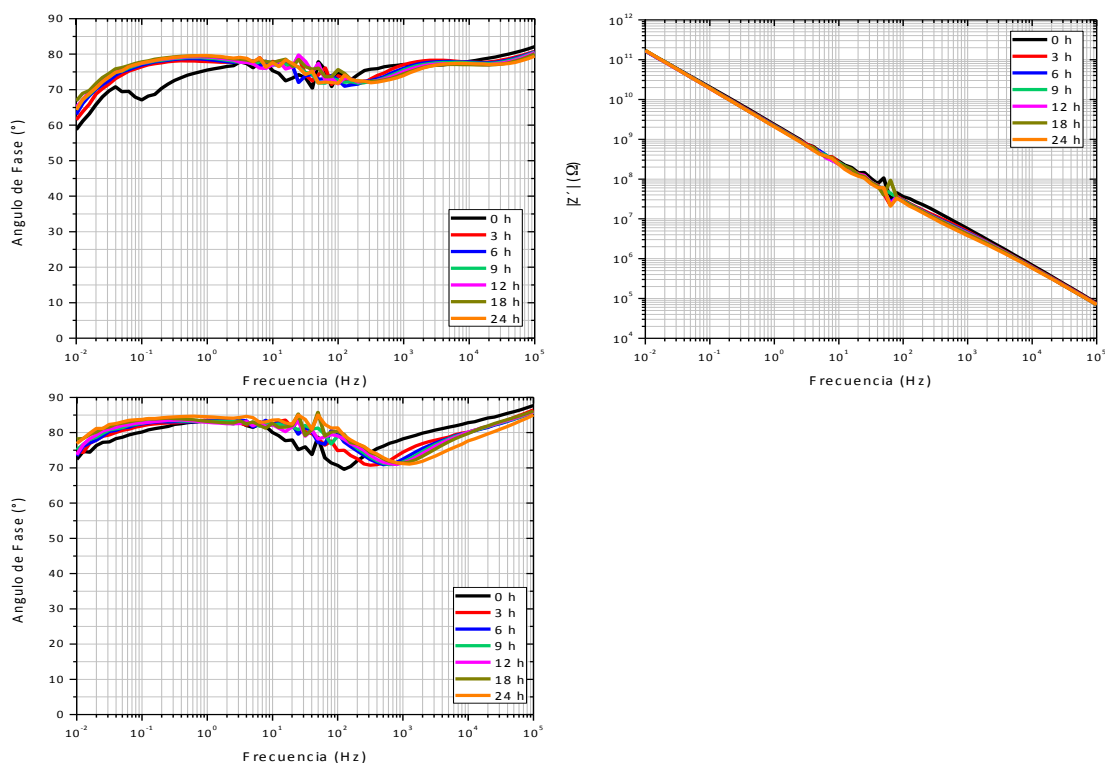 90
80
70
60
50
40
30
20
10
0
Angulo de Fase (°)
0 h
3 h
6 h
9 h
12 h
18 h
24 h
10⁻² 10⁻¹ 10⁰ 10¹ 10² 10³ 10⁴ 10⁵
Frecuencia (Hz)
10¹²
10¹¹
10¹⁰
10⁹
10⁸
10⁷
10⁶
10⁵
10⁴
|Z´| (Ω)
0 h
3 h
6 h
9 h
12 h
18 h
24 h
10⁻² 10⁻¹ 10⁰ 10¹ 10² 10³ 10⁴ 10⁵
Frecuencia (Hz)
90
80
70
60
50
40
30
20
10
0
Angulo de Fase (°)
0 h
3 h
6 h
9 h
12 h
18 h
24 h
10⁻² 10⁻¹ 10⁰ 10¹ 10² 10³ 10⁴ 10⁵
Frecuencia (Hz)